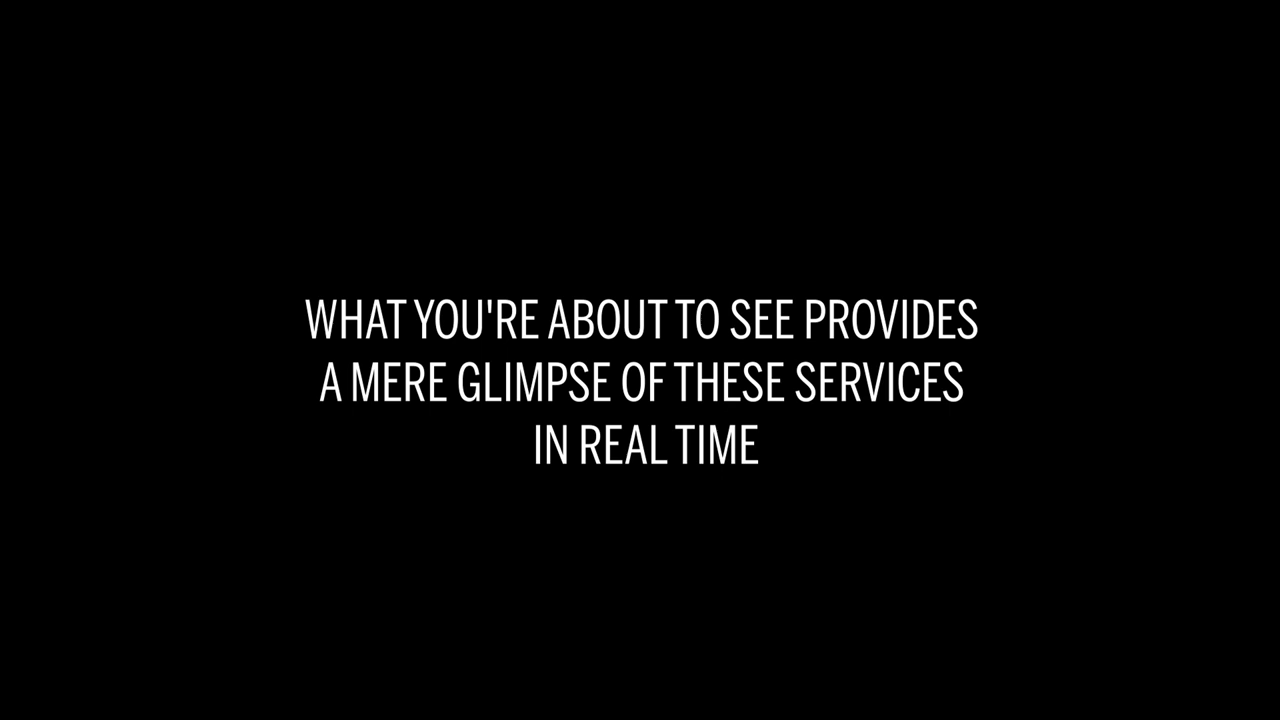 WHAT YOU'RE ABOUT TO SEE PROVIDES
A MERE GLIMPSE OF THESE SERVICES
IN REAL TIME